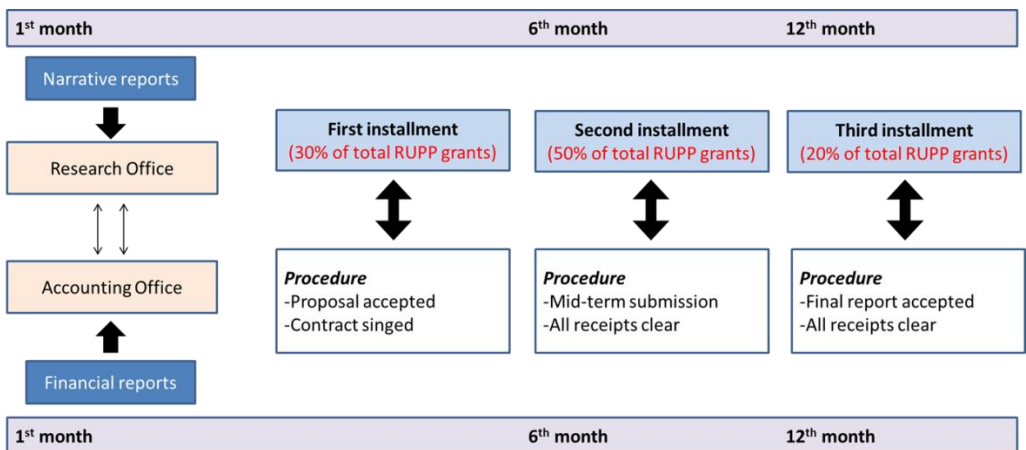 1st month 6th month 12th month
Narrative reports
Research Office
Accounting Office
Financial reports
First installment
(30% of total RUPP grants)
Second installment
(50% of total RUPP grants)
Third installment
(20% of total RUPP grants)
Procedure
-Proposal accepted
-Contract singed
Procedure
-Mid-term submission
-All receipts clear
Procedure
-Final report accepted
-All receipts clear
1st month 6th month 12th month